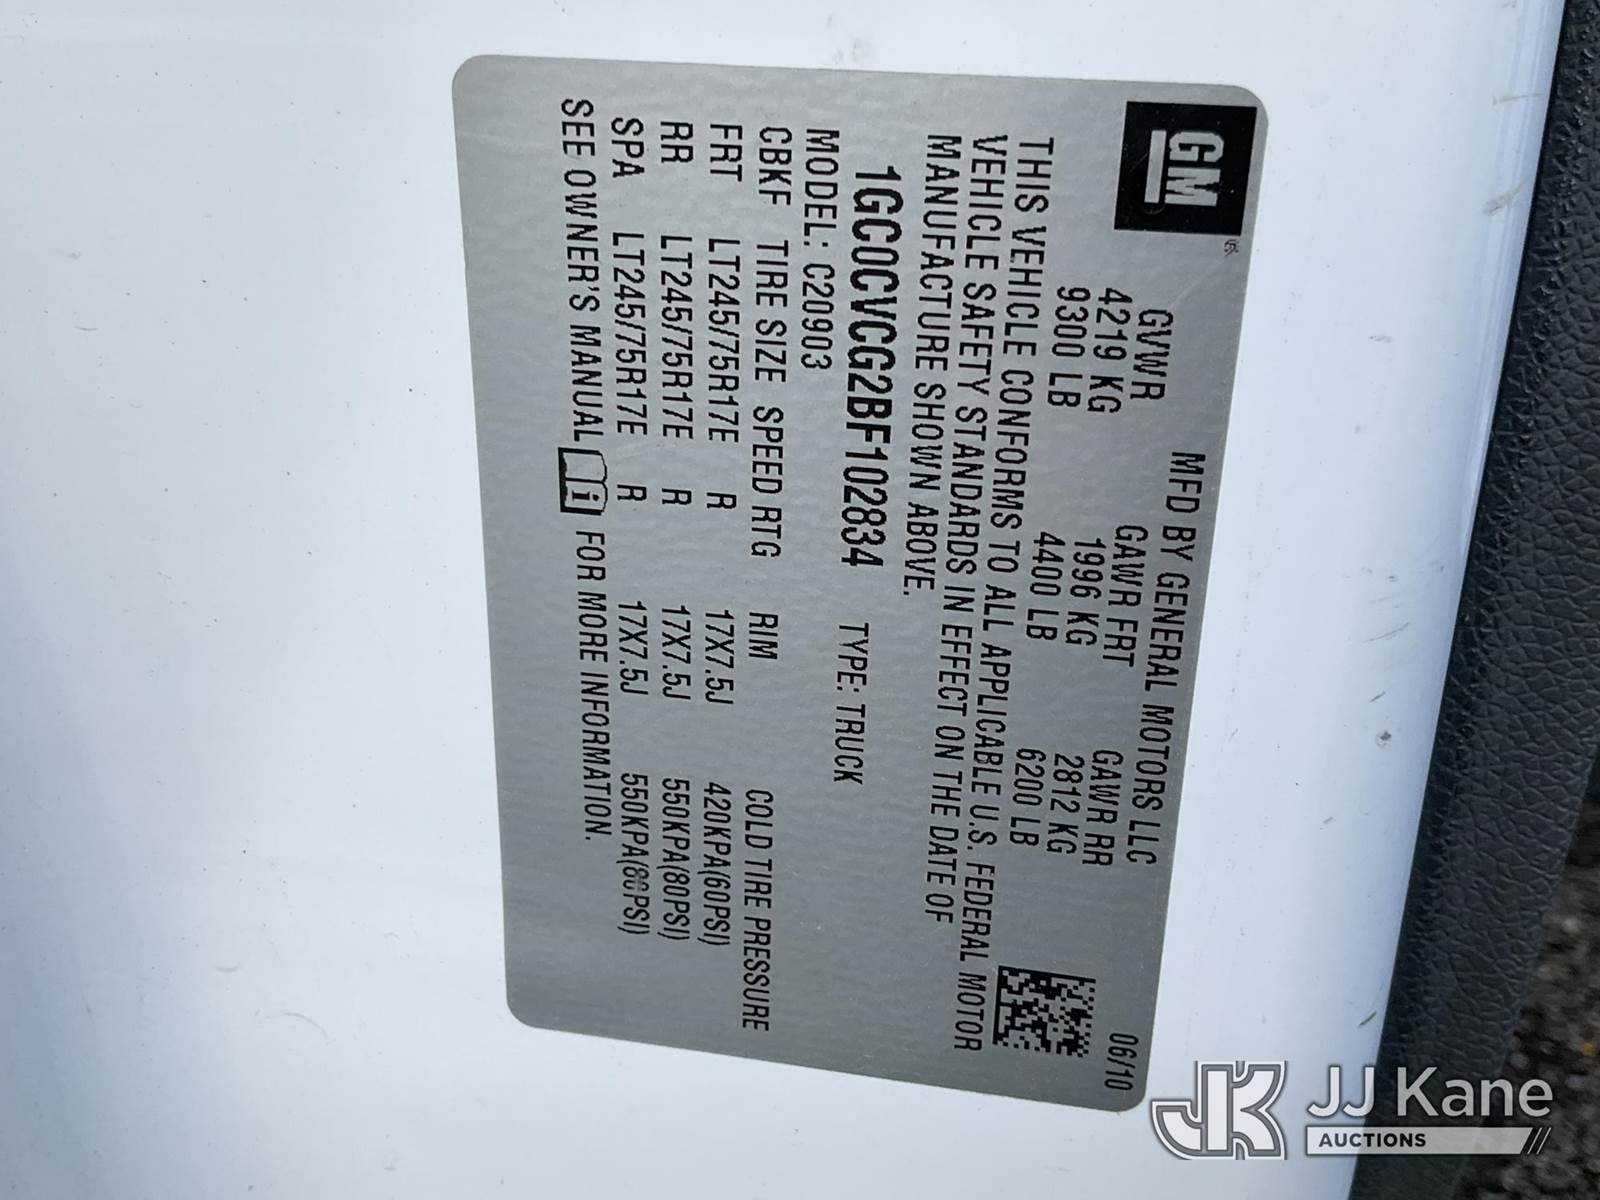 GM
MFD BY GENERAL MOTORS LLC 06/10
GVWR GAWR FRT GAWR RR
4219 KG 1996 KG 2812 KG
9300 LB 4400 LB 6200 LB
THIS VEHICLE CONFORMS TO ALL APPLICABLE U.S. FEDERAL MOTOR
VEHICLE SAFETY STANDARDS IN EFFECT ON THE DATE OF
MANUFACTURE SHOWN ABOVE.
1GC0CVCG2BF102834 TYPE: TRUCK
MODEL: C20903
CBKF TIRE SIZE SPEED RTG RIM COLD TIRE PRESSURE
FRT LT245/75R17E R 17X7.5J 420KPA(60PSI)
RR LT245/75R17E R 17X7.5J 550KPA(80PSI)
SPA LT245/75R17E R 17X7.5J 550KPA(80PSI)
SEE OWNER'S MANUAL i FOR MORE INFORMATION.
JK JJ Kane
AUCTIONS